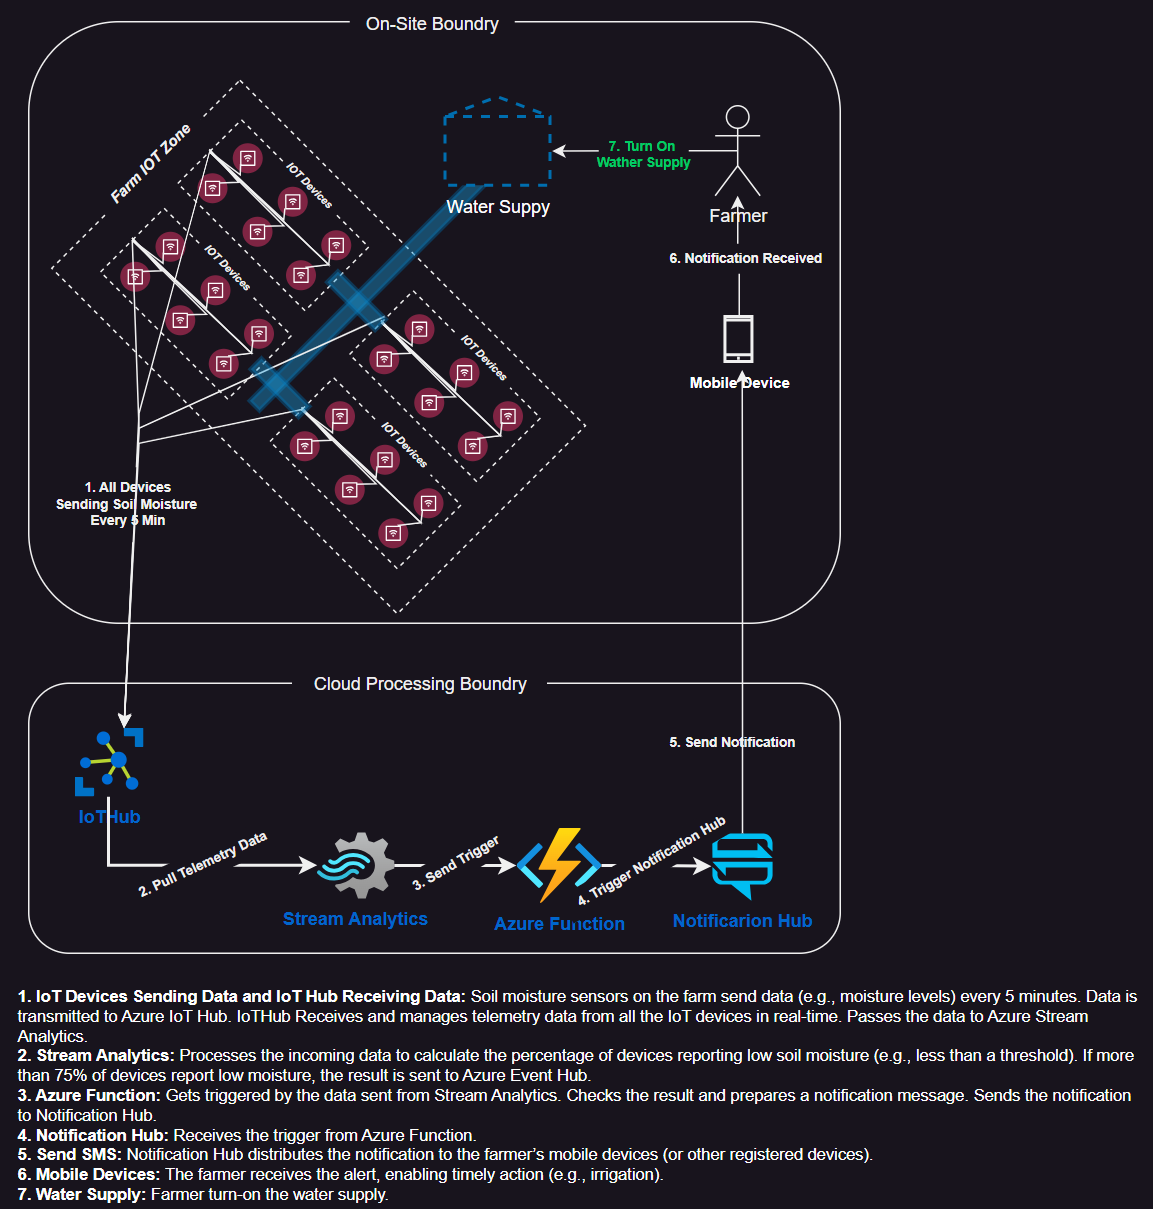 On-Site Boundry
Farm IOT Zone
IOT Devices
IOT Devices
IOT Devices
IOT Devices
Water Suppy
7. Turn On
Wather Supply
Farmer
6. Notification Received
Mobile Device
1. All Devices
Sending Soil Moisture
Every 5 Min
Cloud Processing Boundry
5. Send Notification
IoTHub
2. Pull Telemetry Data
Stream Analytics
3. Send Trigger
Azure Function
4. Trigger Notification Hub
Notificarion Hub
1. IoT Devices Sending Data and IoT Hub Receiving Data: Soil moisture sensors on the farm send data (e.g., moisture levels) every 5 minutes. Data is
transmitted to Azure IoT Hub. IoTHub Receives and manages telemetry data from all the IoT devices in real-time. Passes the data to Azure Stream
Analytics.
2. Stream Analytics: Processes the incoming data to calculate the percentage of devices reporting low soil moisture (e.g., less than a threshold). If more
than 75% of devices report low moisture, the result is sent to Azure Event Hub.
3. Azure Function: Gets triggered by the data sent from Stream Analytics. Checks the result and prepares a notification message. Sends the notification
to Notification Hub.
4. Notification Hub: Receives the trigger from Azure Function.
5. Send SMS: Notification Hub distributes the notification to the farmer's mobile devices (or other registered devices).
6. Mobile Devices: The farmer receives the alert, enabling timely action (e.g., irrigation).
7. Water Supply: Farmer turn-on the water supply.